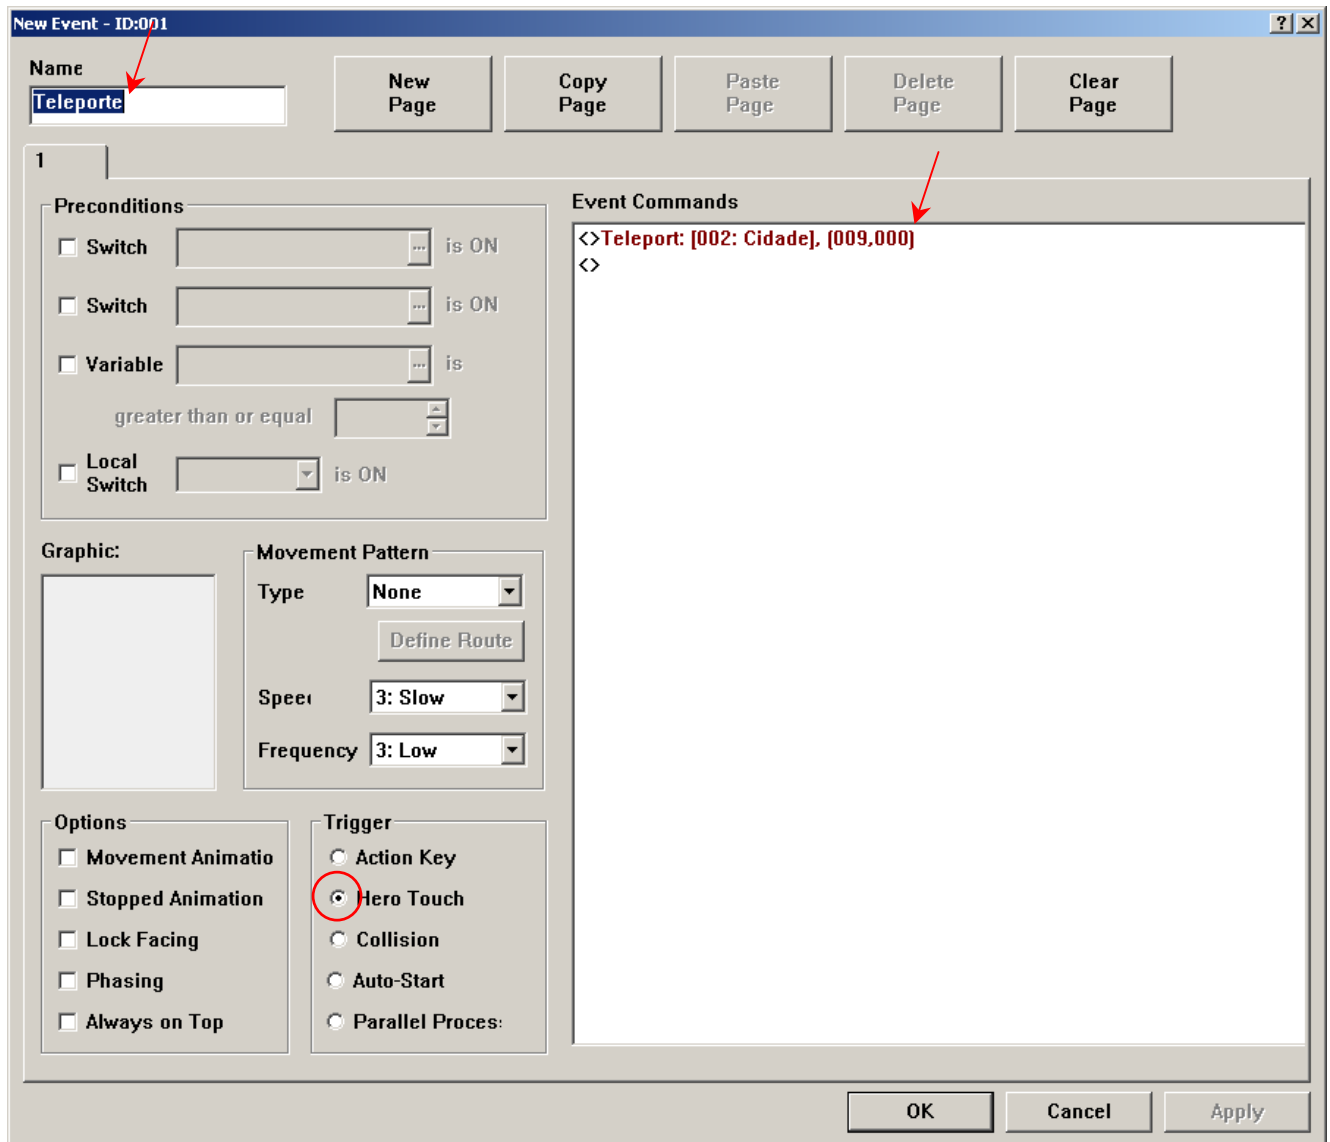 New Event - ID:001
Name
Teleporte
New
Page
Copy
Page
Paste
Page
Delete
Page
Clear
Page
1
Preconditions
Switch ... is ON
Switch ... is ON
Variable ... is
greater than or equal
Local
Switch
is ON
Graphic:
Movement Pattern
Type None
Define Route
Speed 3: Slow
Frequency 3: Low
Options
Movement Animatio
Stopped Animation
Lock Facing
Phasing
Always on Top
Trigger
Action Key
Hero Touch
Collision
Auto-Start
Parallel Proces
Event Commands
<>Teleport: [002: Cidade], (009,000)
<>
OK
Cancel
Apply